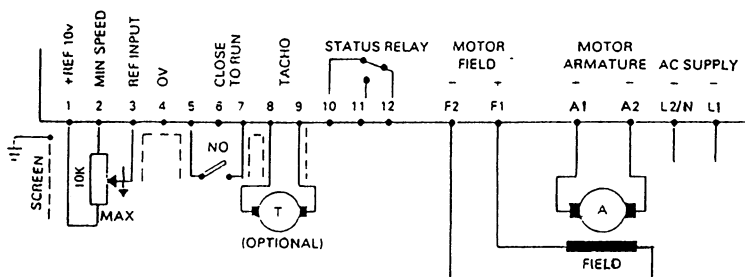 +REF 10v
MIN SPEED
REF INPUT
OV
CLOSE
TO RUN
TACHO
STATUS RELAY
MOTOR
FIELD
MOTOR
ARMATURE
AC SUPPLY
− + − − − −
1 2 3 4 5 6 7 8 9 10 11 12 F2 F1 A1 A2 L2/N L1
SCREEN
10K
MAX
NO
T
(OPTIONAL)
A
FIELD